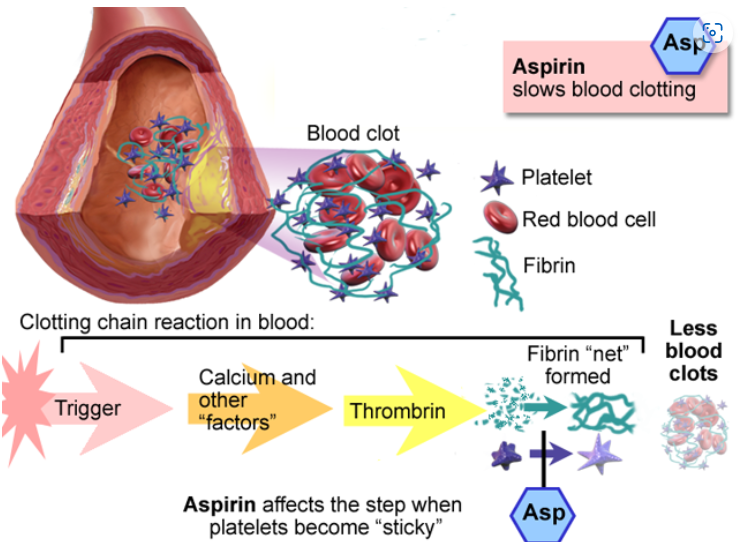 Asp
Aspirin
slows blood clotting
Blood clot
Platelet
Red blood cell
Fibrin
Clotting chain reaction in blood:
Less
blood
clots
Fibrin “net”
formed
Trigger
Calcium and
other
“factors”
Thrombrin
Aspirin affects the step when
platelets become “sticky”
Asp